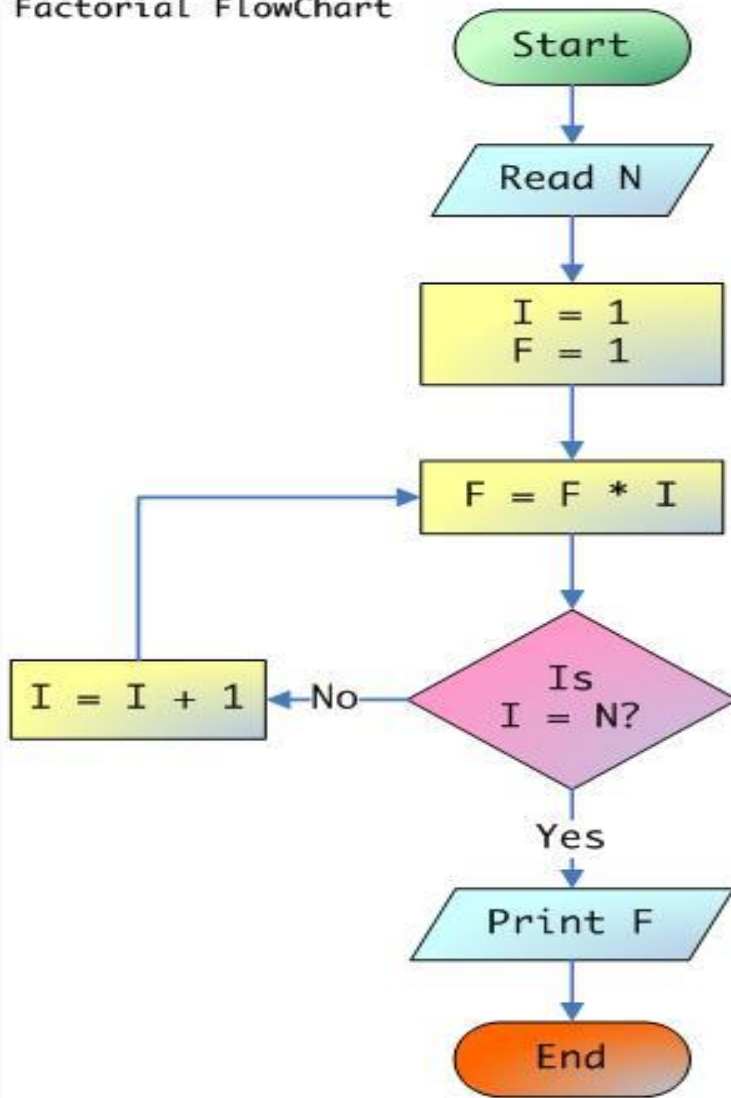 Factorial FlowChart
Start
Read N
I = 1
F = 1
F = F * I
Is
I = N?
No
I = I + 1
Yes
Print F
End